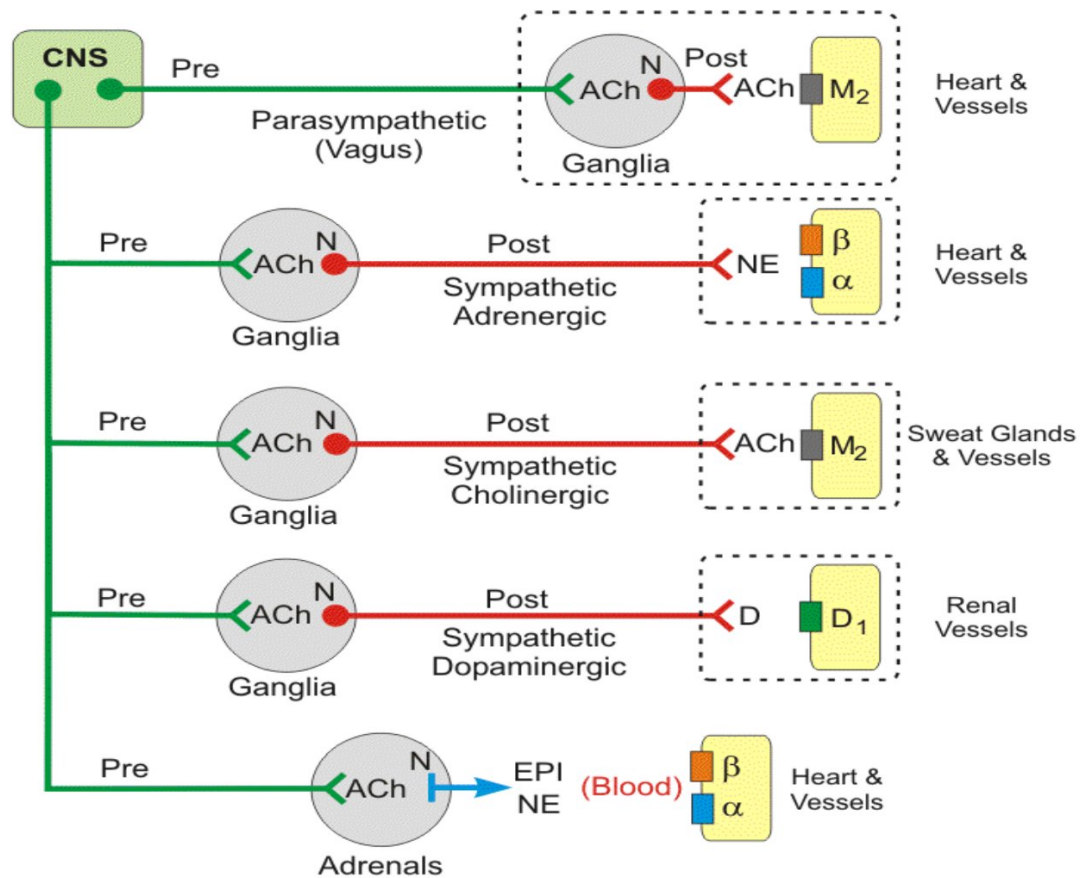 CNS
Pre
Parasympathetic
(Vagus)
ACh
N
Ganglia
Post
ACh
M₂
Heart &
Vessels
Pre
ACh
N
Ganglia
Post
Sympathetic
Adrenergic
NE
β
α
Heart &
Vessels
Pre
ACh
N
Ganglia
Post
Sympathetic
Cholinergic
ACh
M₂
Sweat Glands
& Vessels
Pre
ACh
N
Ganglia
Post
Sympathetic
Dopaminergic
D
D₁
Renal
Vessels
Pre
ACh
N
Adrenals
EPI
NE
(Blood)
β
α
Heart &
Vessels